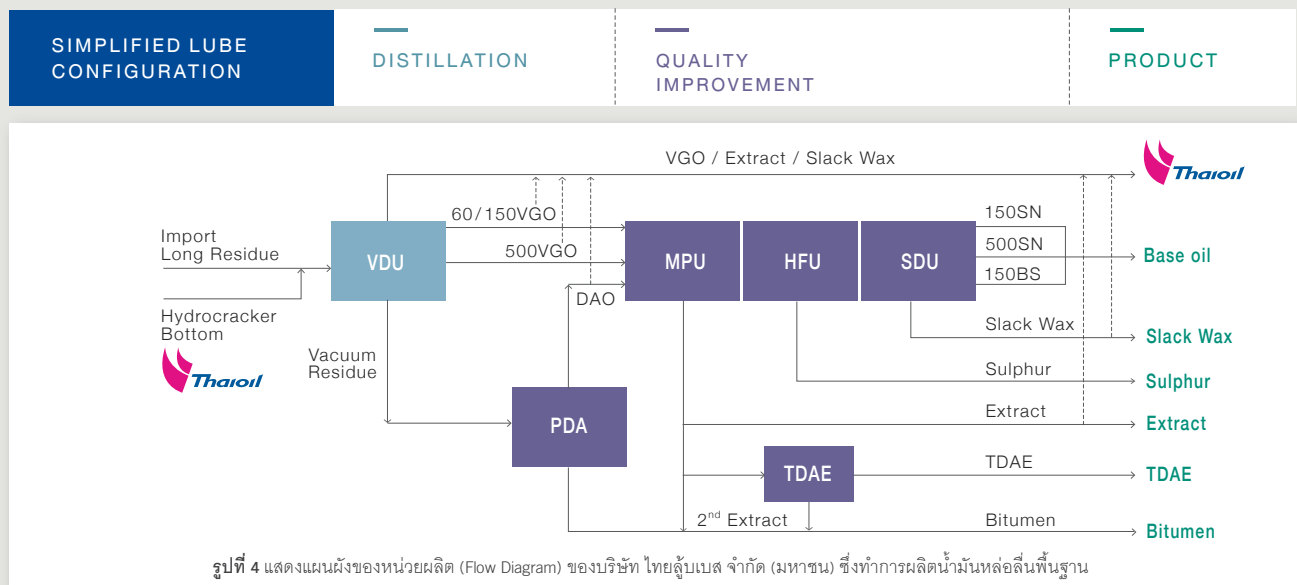 SIMPLIFIED LUBE
CONFIGURATION
DISTILLATION
QUALITY
IMPROVEMENT
PRODUCT
VGO / Extract / Slack Wax
Thaioil
60/150VGO
500VGO
DAO
Import
Long Residue
Hydrocracker
Bottom
Thaioil
VDU
Vacuum
Residue
PDA
MPU
HFU
SDU
150SN
500SN
150BS
Base oil
Slack Wax
Slack Wax
Sulphur
Sulphur
Extract
Extract
TDAE
TDAE
TDAE
2nd Extract
Bitumen
Bitumen
รูปที่ 4 แสดงแผนผังของหน่วยผลิต (Flow Diagram) ของบริษัท ไทยลู้บเบส จำกัด (มหาชน) ซึ่งทำการผลิตน้ำมันหล่อลื่นพื้นฐาน